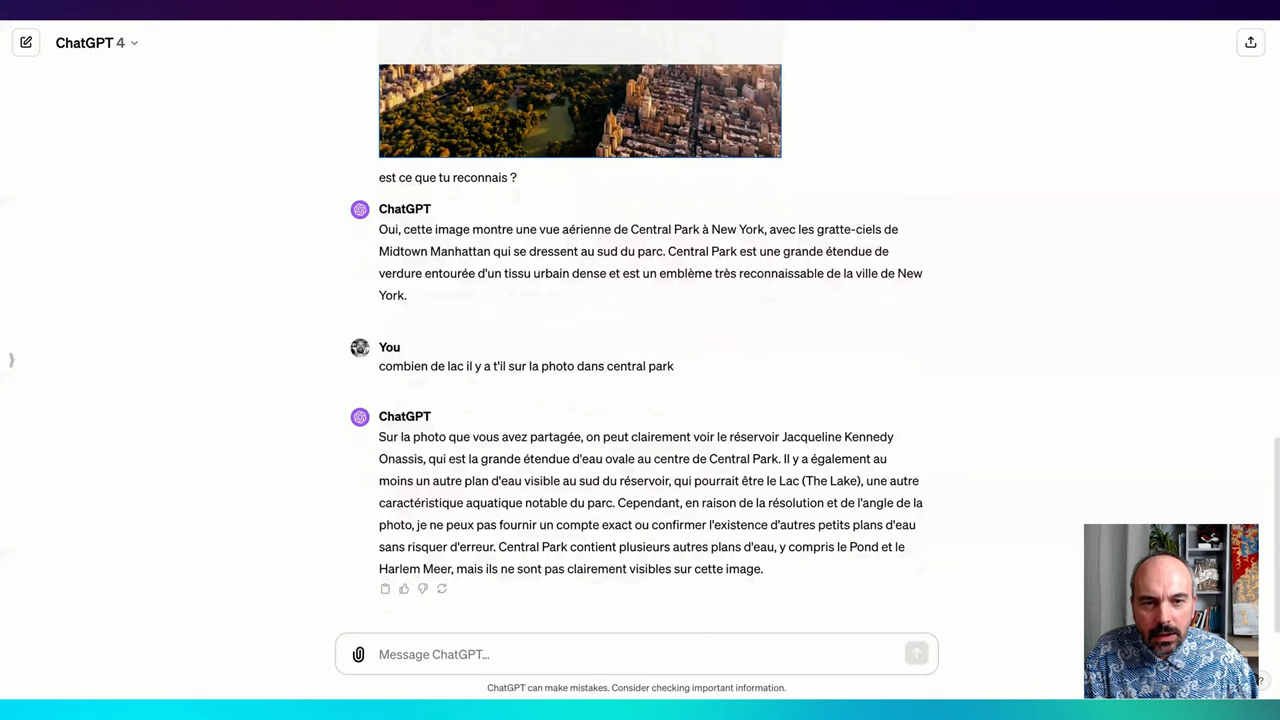 ChatGPT 4
est ce que tu reconnais ?
ChatGPT
Oui, cette image montre une vue aérienne de Central Park à New York, avec les gratte-ciels de
Midtown Manhattan qui se dressent au sud du parc. Central Park est une grande étendue de
verdure entourée d'un tissu urbain dense et est un emblème très reconnaissable de la ville de New
York.
You
combien de lac il y a t'il sur la photo dans central park
ChatGPT
Sur la photo que vous avez partagée, on peut clairement voir le réservoir Jacqueline Kennedy
Onassis, qui est la grande étendue d'eau ovale au centre de Central Park. Il y a également au
moins un autre plan d'eau visible au sud du réservoir, qui pourrait être le Lac (The Lake), une autre
caractéristique aquatique notable du parc. Cependant, en raison de la résolution et de l'angle de la
photo, je ne peux pas fournir un compte exact ou confirmer l'existence d'autres petits plans d'eau
sans risquer d'erreur. Central Park contient plusieurs autres plans d'eau, y compris le Pond et le
Harlem Meer, mais ils ne sont pas clairement visibles sur cette image.
Message ChatGPT...
ChatGPT can make mistakes. Consider checking important information.
?